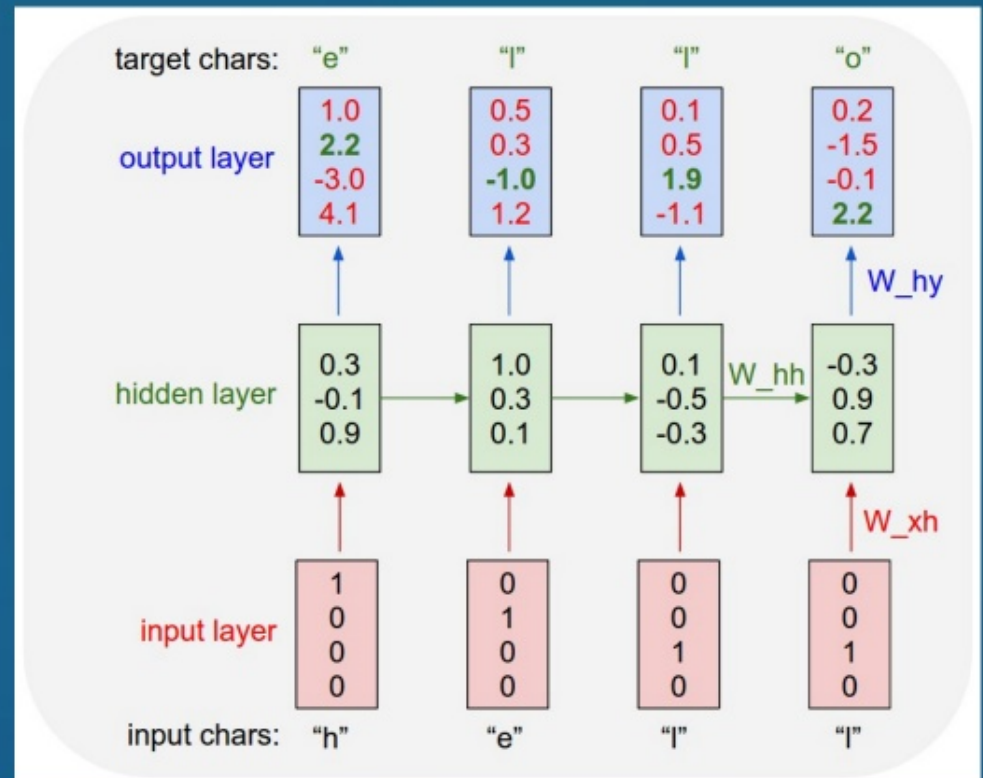 target chars: “e” “l” “l” “o”
1.0 0.5 0.1 0.2
2.2 0.3 0.5 -1.5
output layer
-3.0 -1.0 1.9 -0.1
4.1 1.2 -1.1 2.2
W_hy
0.3 1.0 0.1 -0.3
W_hh
hidden layer -0.1 0.3 -0.5 0.9
0.9 0.1 -0.3 0.7
W_xh
1 0 0 0
0 1 0 0
input layer
0 0 1 1
0 0 0 0
input chars: “h” “e” “l” “l”